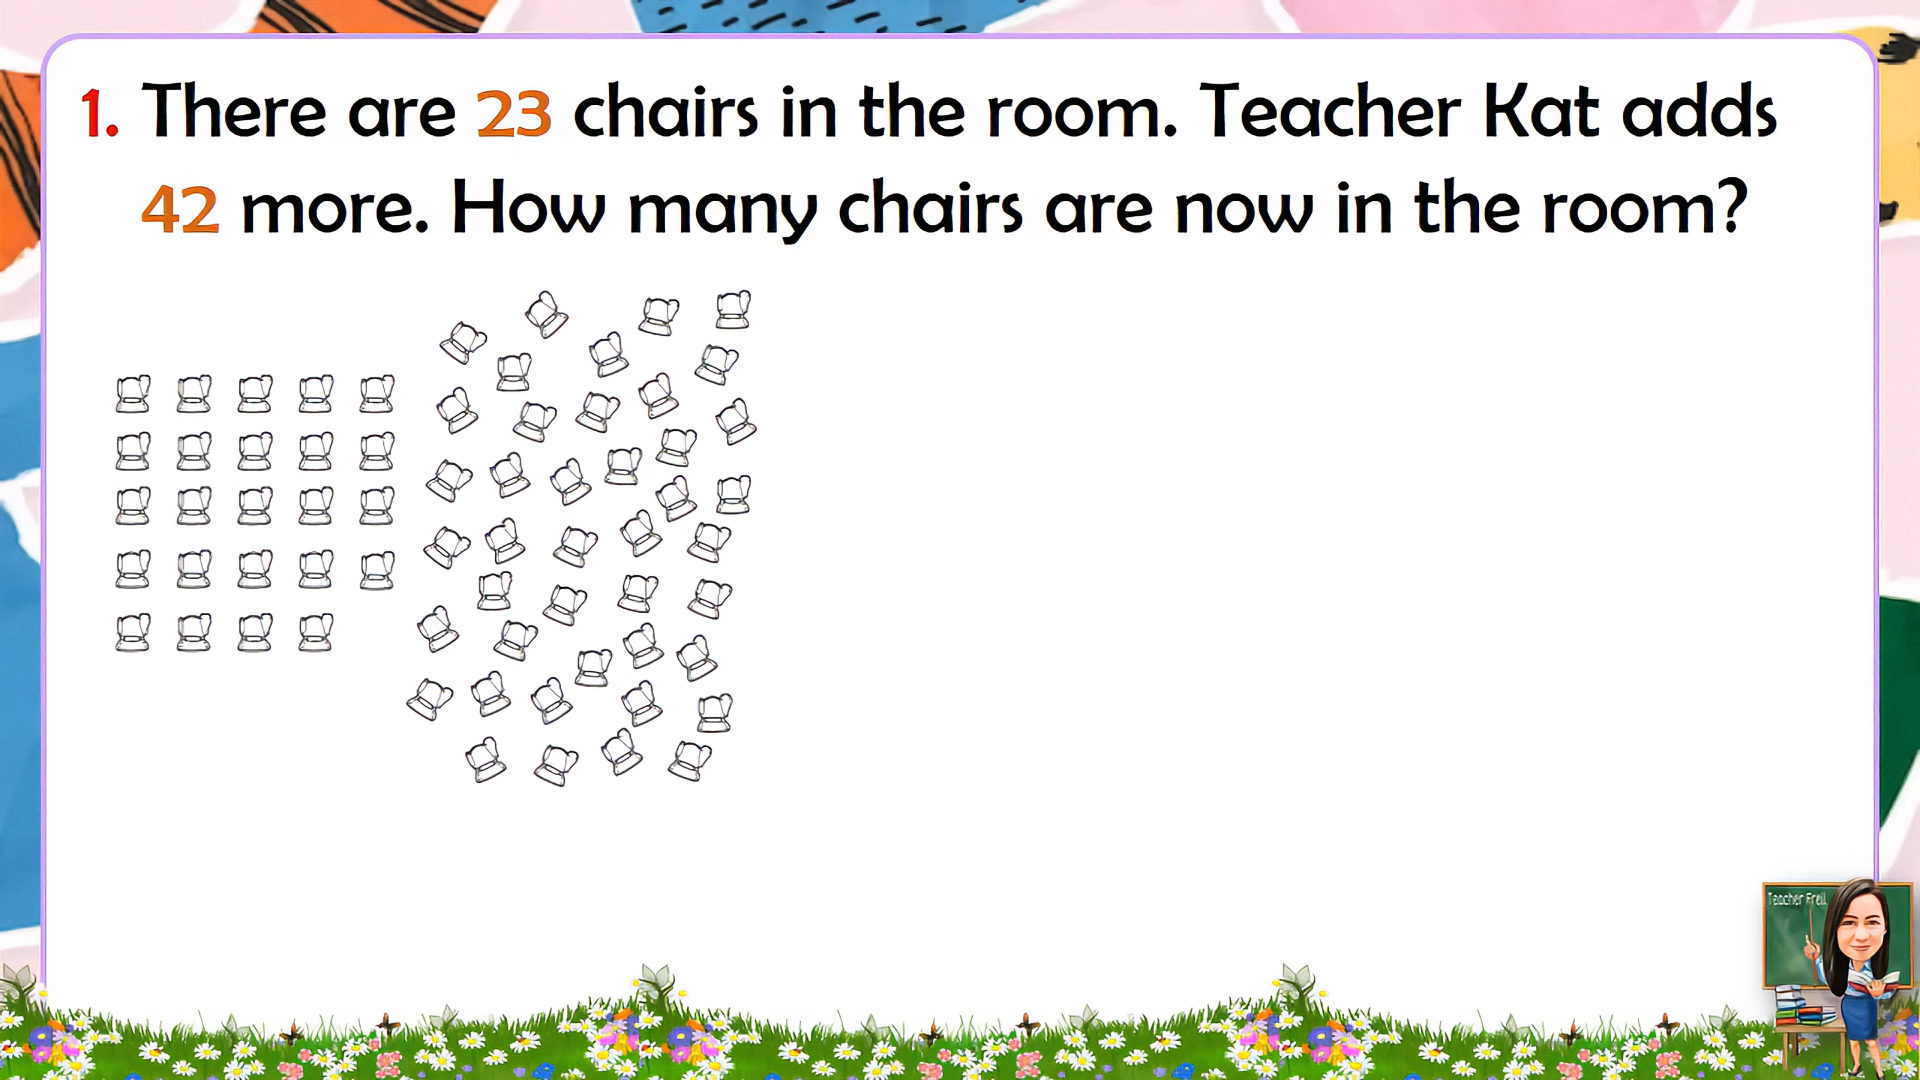 1. There are 23 chairs in the room. Teacher Kat adds
42 more. How many chairs are now in the room?
Teacher Frell